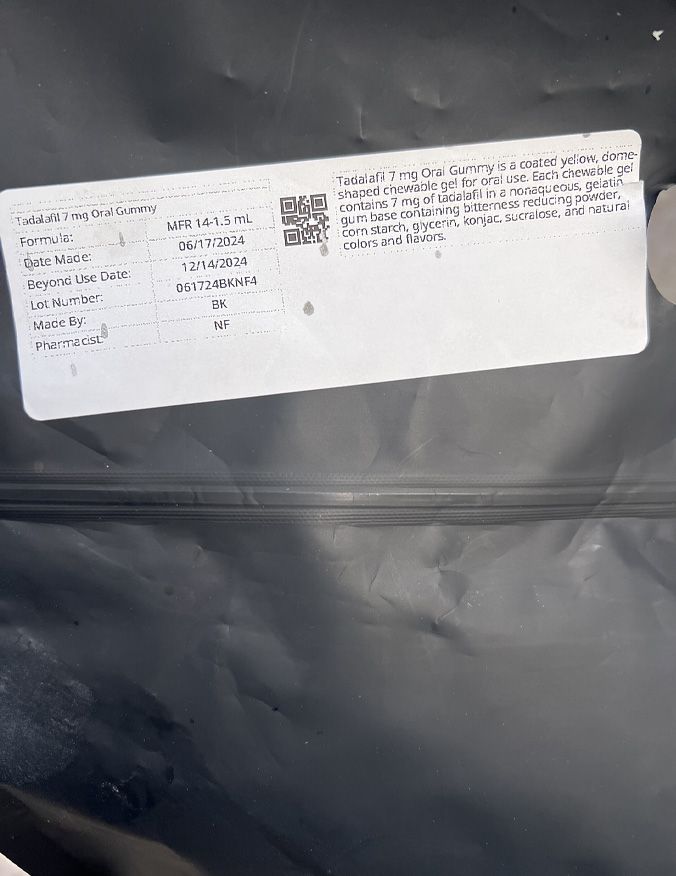 Tadalafil 7 mg Oral Gummy
Formula: MFR 14-1.5 mL
Date Made: 06/17/2024
Beyond Use Date: 12/14/2024
Lot Number: 061724BKNF4
Made By: BK
Pharmacist: NF
Tadalafil 7 mg Oral Gummy is a coated yellow, dome-
shaped chewable gel for oral use. Each chewable gel
contains 7 mg of tadalafil in a nonaqueous, gelatin
gum base containing bitterness reducing powder,
corn starch, glycerin, konjac, sucralose, and natural
colors and flavors.